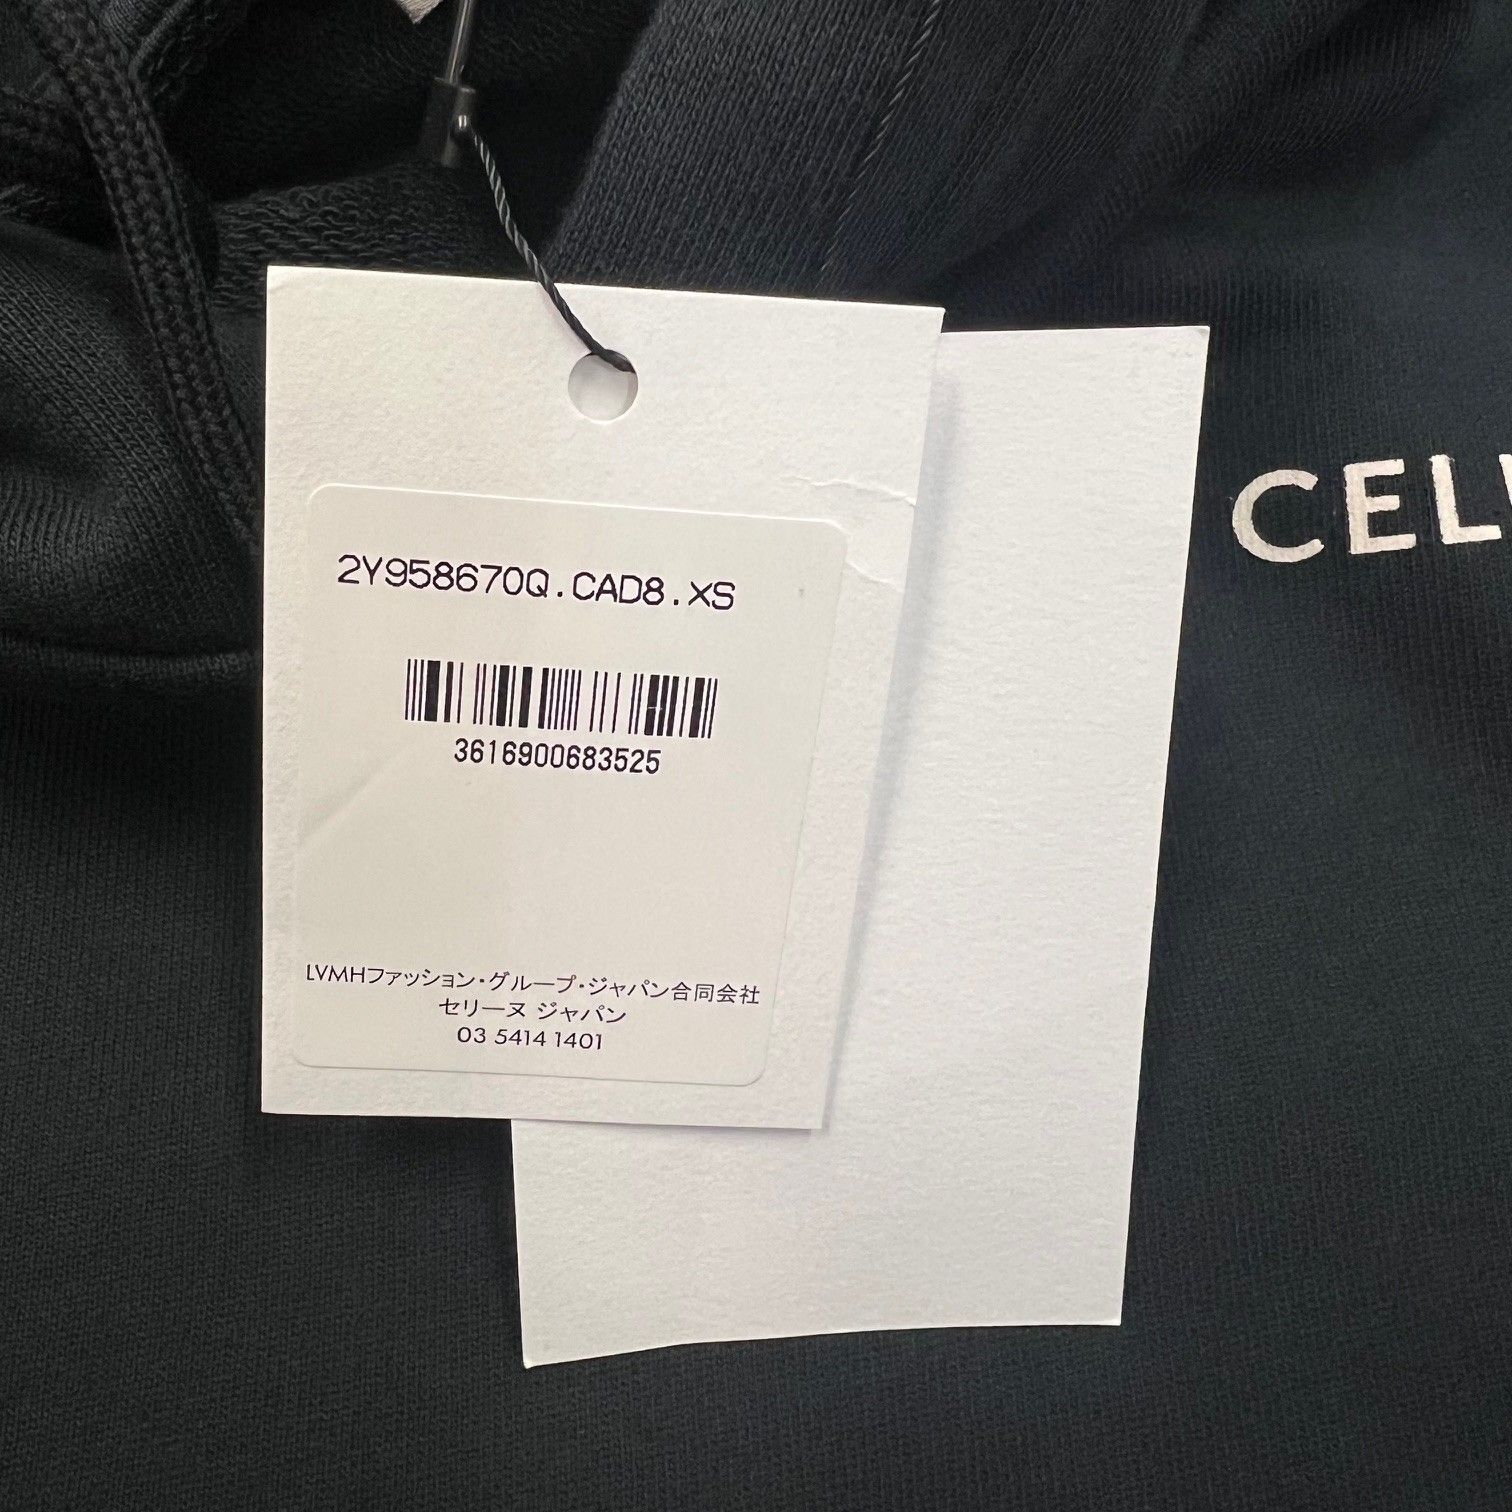 CEL
2Y958670Q.CAD8.XS
3616900683525
LVMHファッション・グループ・ジャパン合同会社
セリーヌ ジャパン
03 5414 1401